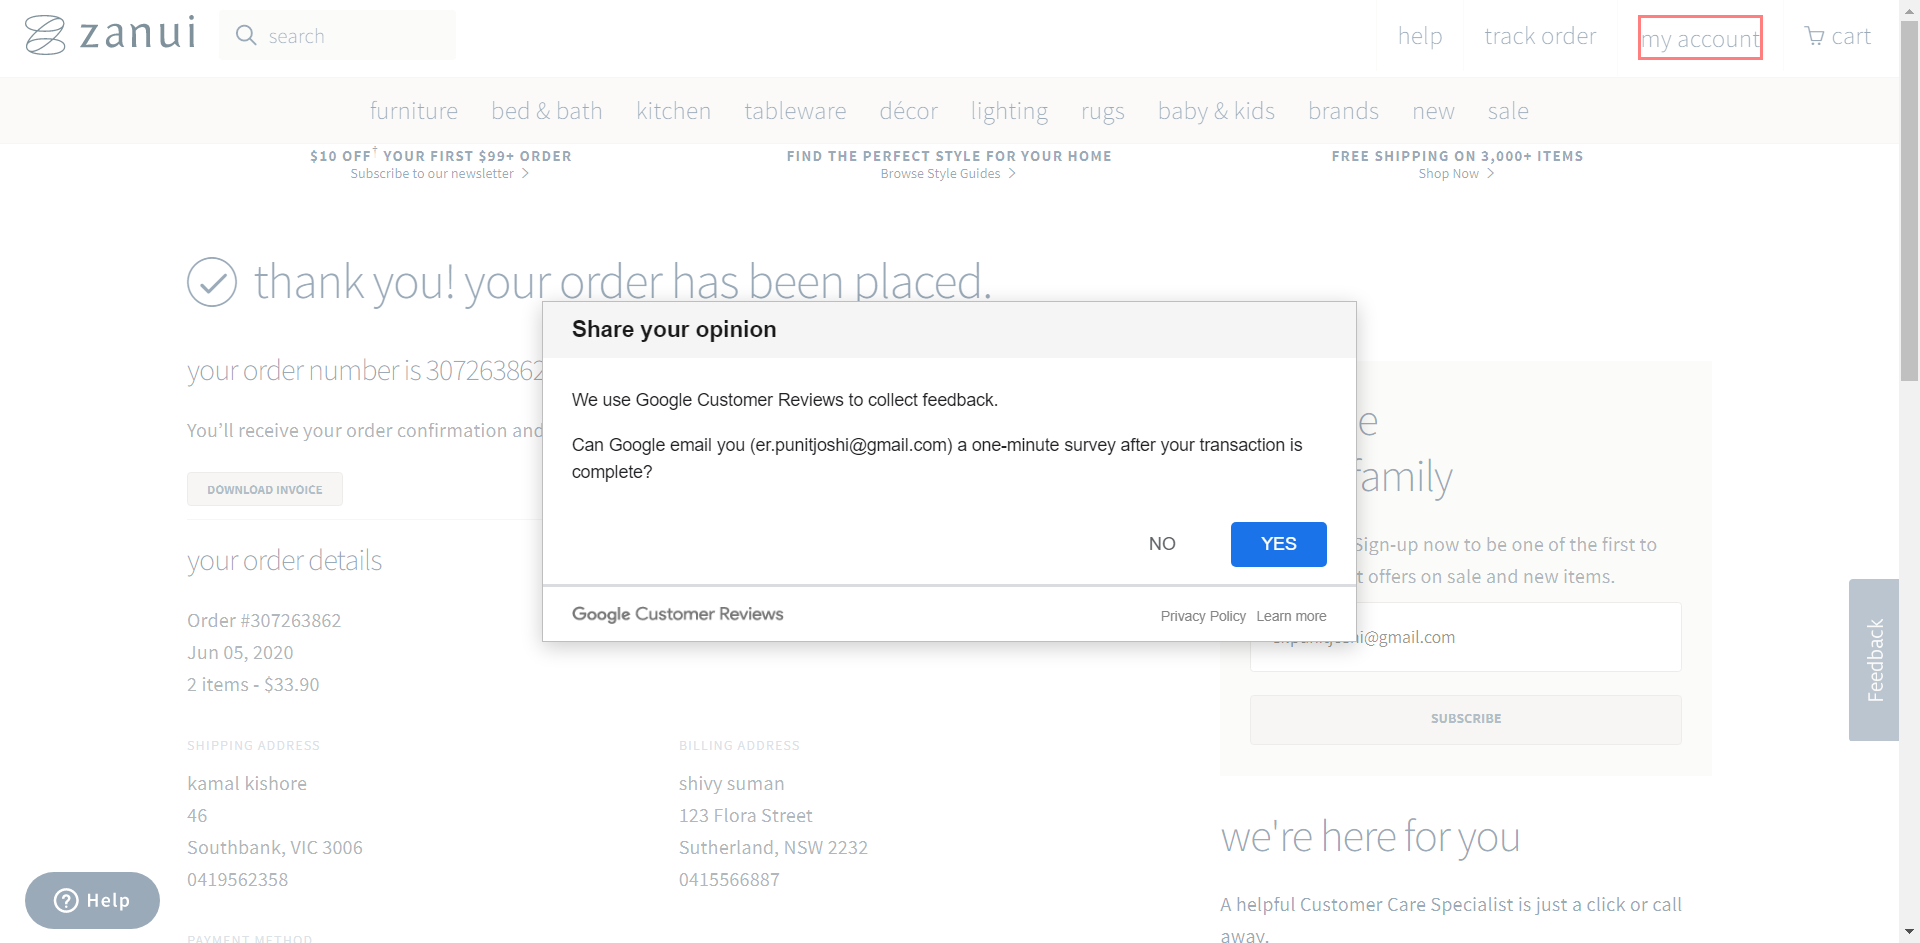 zanui
search
help
track order
my account
cart
furniture
bed & bath
kitchen
tableware
décor
lighting
rugs
baby & kids
brands
new
sale
$10 OFF† YOUR FIRST $99+ ORDER
Subscribe to our newsletter
FIND THE PERFECT STYLE FOR YOUR HOME
Browse Style Guides
FREE SHIPPING ON 3,000+ ITEMS
Shop Now
thank you! your order has been placed.
your order number is 307263862
You'll receive your order confirmation and
DOWNLOAD INVOICE
Share your opinion
We use Google Customer Reviews to collect feedback.
Can Google email you (er.punitjoshi@gmail.com) a one-minute survey after your transaction is
complete?
NO
YES
Google Customer Reviews
Privacy Policy
Learn more
your order details
Order #307263862
Jun 05, 2020
2 items - $33.90
SHIPPING ADDRESS
kamal kishore
46
Southbank, VIC 3006
0419562358
BILLING ADDRESS
shivy suman
123 Flora Street
Sutherland, NSW 2232
0415566887
PAYMENT METHOD
family
Sign-up now to be one of the first to
offers on sale and new items.
er.punitjoshi@gmail.com
SUBSCRIBE
we're here for you
A helpful Customer Care Specialist is just a click or call
away.
Feedback
Help